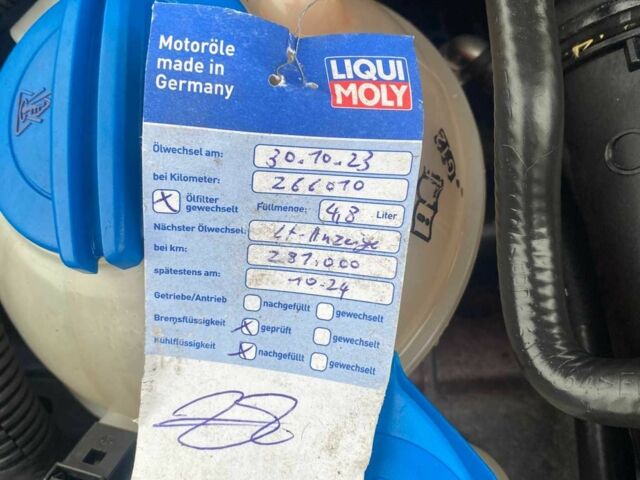 Motoröle
made in
Germany
LIQUI
MOLY
Ölwechsel am: 30.10.23
bei Kilometer: 266010
X Ölfilter gewechselt Füllmenge: 4,8 Liter
Nächster Ölwechsel: lt. Anzeige
bei km: 281.000
spätestens am: 10.24
Getriebe/Antrieb nachgefüllt gewechselt
Bremsflüssigkeit X geprüft gewechselt
Kühlflüssigkeit X nachgefüllt gewechselt